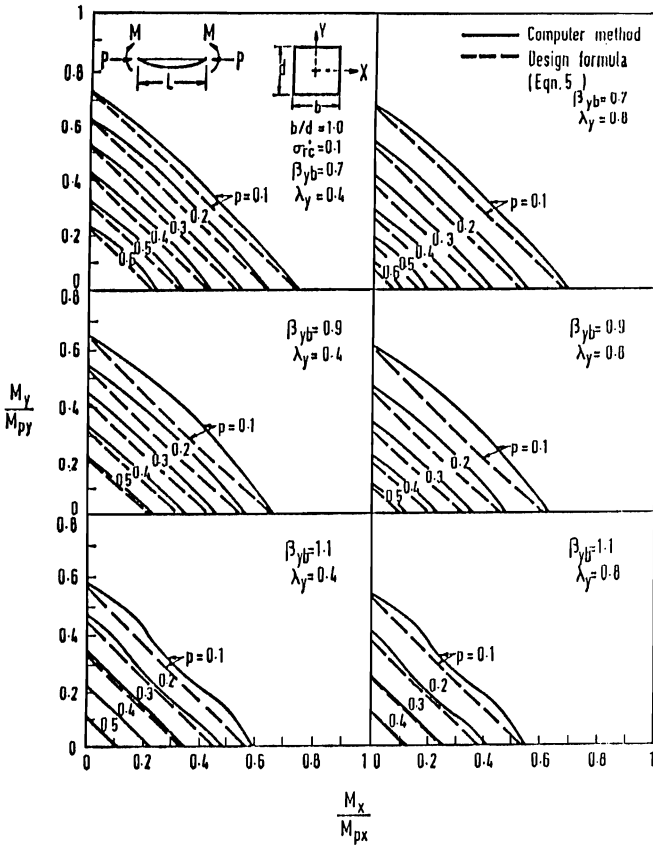 M M
P P
L
Y
X
d
b
b/d = 1.0
σ'rc = 0.1
βyb = 0.7
λy = 0.4
Computer method
Design formula
(Eqn. 5)
βyb = 0.7
λy = 0.8
1
0.8
0.6
0.4
0.2
0
p = 0.1
0.2
0.3
0.4
0.5
0.6
p = 0.1
0.2
0.3
0.4
0.5
0.6
βyb = 0.9
λy = 0.4
βyb = 0.9
λy = 0.8
0.8
0.6
0.4
0.2
0
p = 0.1
0.2
0.3
0.4
0.5
p = 0.1
0.2
0.3
0.4
0.5
My
Mpy
βyb = 1.1
λy = 0.4
βyb = 1.1
λy = 0.8
0.8
0.6
0.4
0.2
0
p = 0.1
0.2
0.3
0.4
0.5
p = 0.1
0.2
0.3
0.4
0 0.2 0.4 0.6 1 0 0.2 0.4 0.6 0.8 1
Mx
Mpx